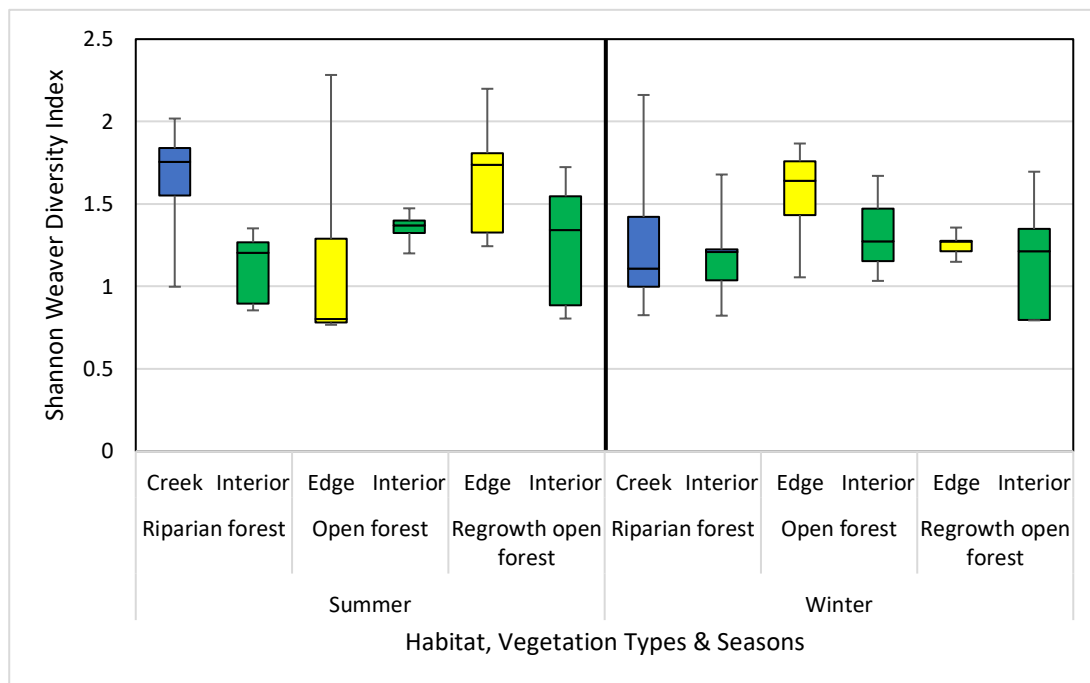 2.5
2
1.5
1
0.5
0
Shannon Weaver Diversity Index
Creek Interior Edge Interior Edge Interior Creek Interior Edge Interior Edge Interior
Riparian forest Open forest Regrowth open forest Riparian forest Open forest Regrowth open forest
Summer Winter
Habitat, Vegetation Types & Seasons